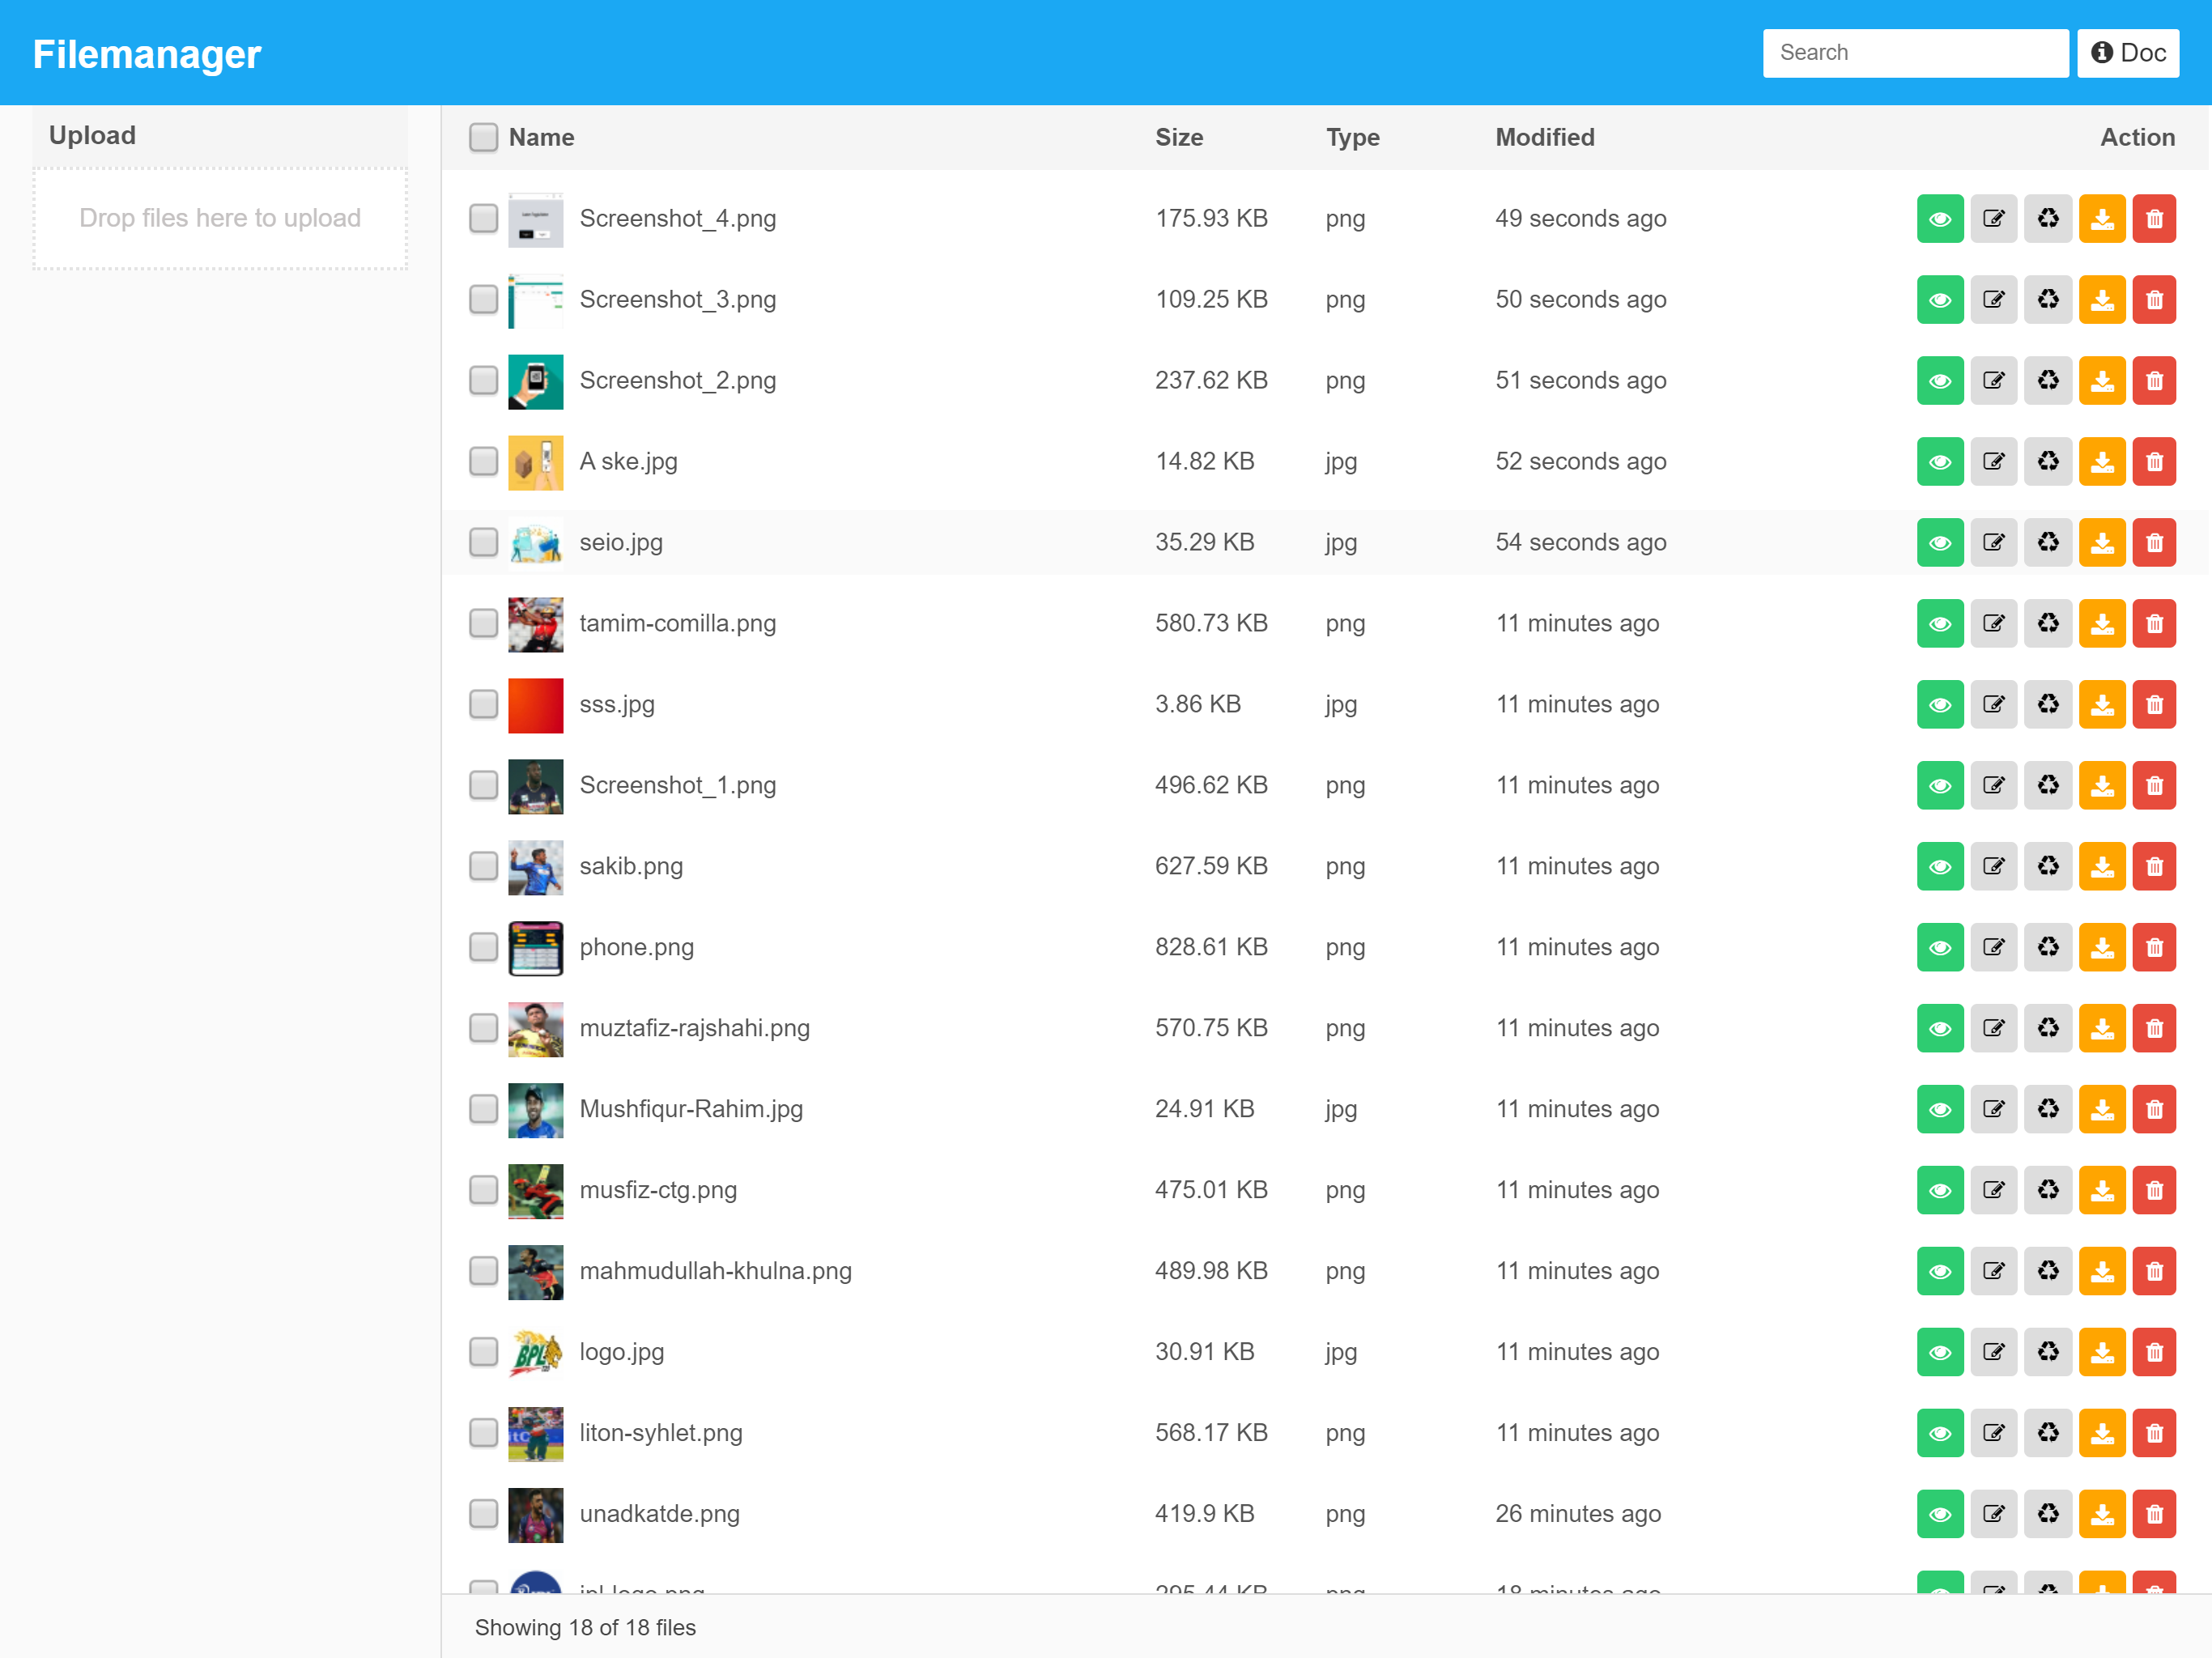 Filemanager
Search
Doc
Upload
Drop files here to upload
Name Size Type Modified Action
Screenshot_4.png 175.93 KB png 49 seconds ago
Screenshot_3.png 109.25 KB png 50 seconds ago
Screenshot_2.png 237.62 KB png 51 seconds ago
A ske.jpg 14.82 KB jpg 52 seconds ago
seio.jpg 35.29 KB jpg 54 seconds ago
tamim-comilla.png 580.73 KB png 11 minutes ago
sss.jpg 3.86 KB jpg 11 minutes ago
Screenshot_1.png 496.62 KB png 11 minutes ago
sakib.png 627.59 KB png 11 minutes ago
phone.png 828.61 KB png 11 minutes ago
muztafiz-rajshahi.png 570.75 KB png 11 minutes ago
Mushfiqur-Rahim.jpg 24.91 KB jpg 11 minutes ago
musfiz-ctg.png 475.01 KB png 11 minutes ago
mahmudullah-khulna.png 489.98 KB png 11 minutes ago
BPL
logo.jpg 30.91 KB jpg 11 minutes ago
liton-syhlet.png 568.17 KB png 11 minutes ago
unadkatde.png 419.9 KB png 26 minutes ago
295.44 KB png 18 minutes ago
Showing 18 of 18 files